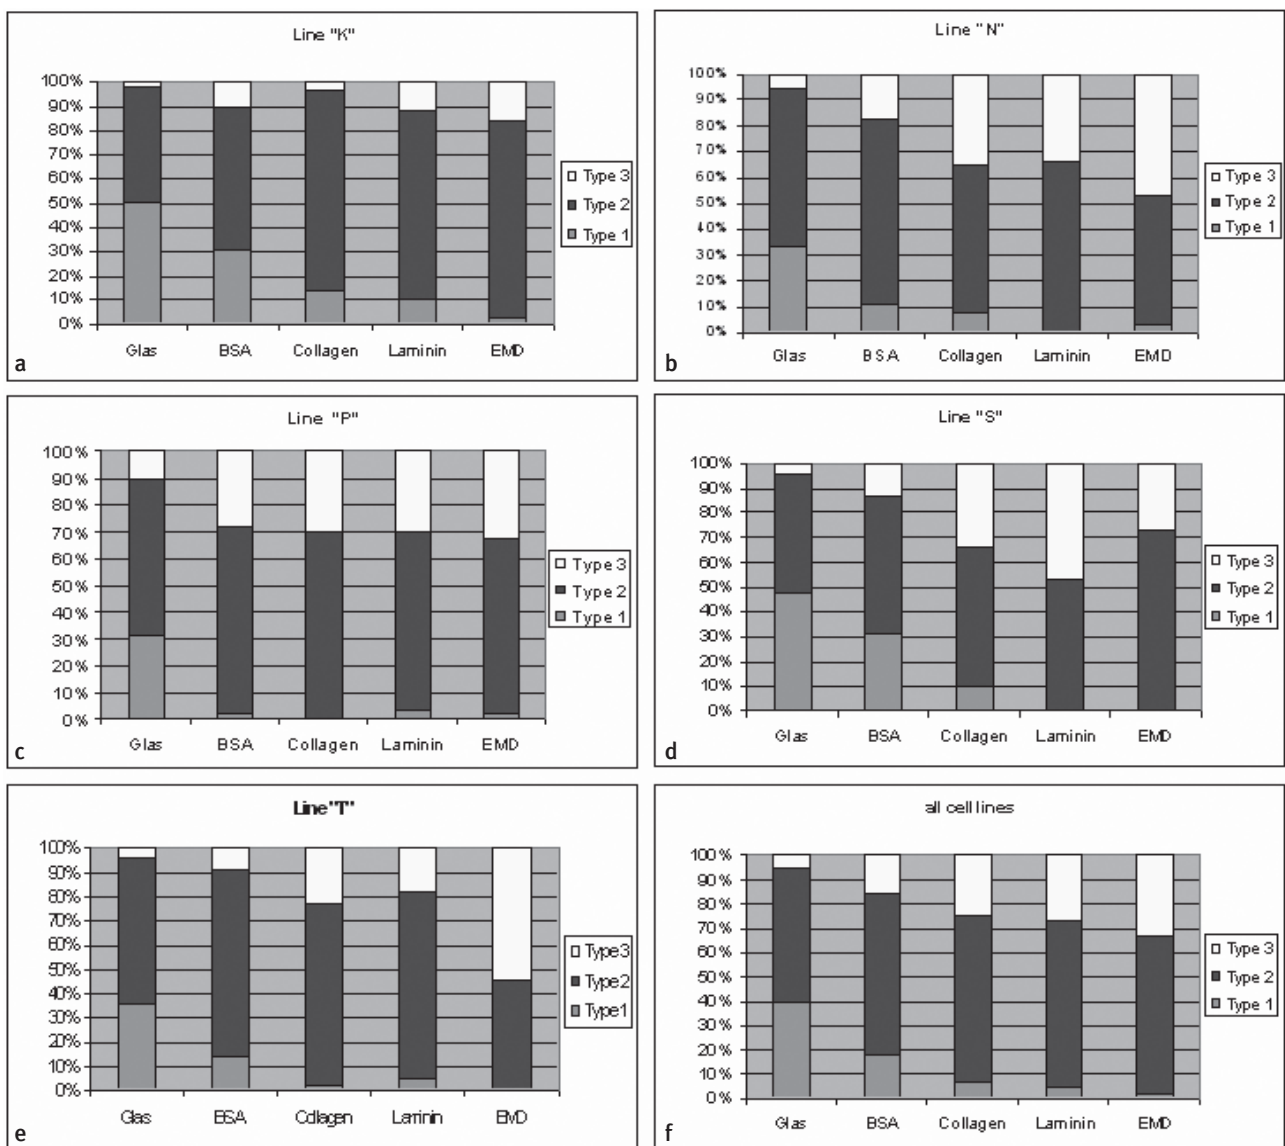 Line "K"
100%
90%
80%
70%
60%
50%
40%
30%
20%
10%
0%
Glas BSA Collagen Laminin EMD
Type 3
Type 2
Type 1
a
Line "N"
100%
90%
80%
70%
60%
50%
40%
30%
20%
10%
0%
Glas BSA Collagen Laminin EMD
Type 3
Type 2
Type 1
b
Line "P"
100%
90%
80%
70%
60%
50%
40%
30%
20%
10%
0%
Glas BSA Collagen Laminin EMD
Type 3
Type 2
Type 1
c
Line "S"
100%
90%
80%
70%
60%
50%
40%
30%
20%
10%
0%
Glas BSA Collagen Laminin EMD
Type 3
Type 2
Type 1
d
Line "T"
100%
90%
80%
70%
60%
50%
40%
30%
20%
10%
0%
Glas BSA Collagen Laminin EMD
Type3
Type2
Type1
e
all cell lines
100%
90%
80%
70%
60%
50%
40%
30%
20%
10%
0%
Glas BSA Collagen Laminin EMD
Type 3
Type 2
Type 1
f